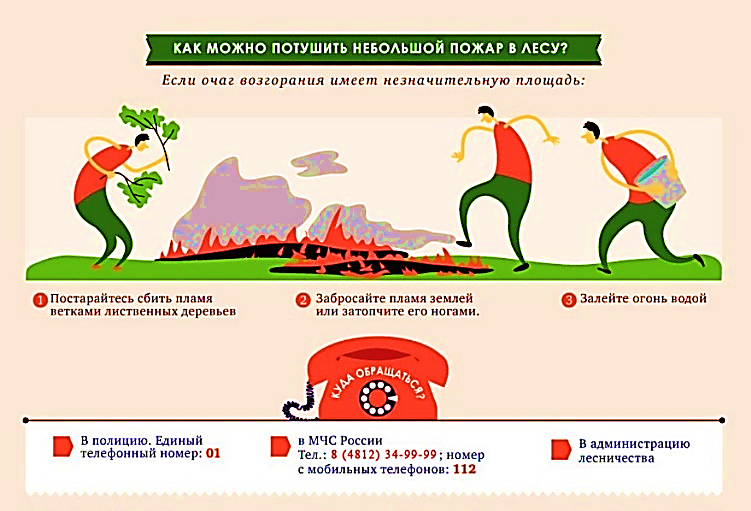 КАК МОЖНО ПОТУШИТЬ НЕБОЛЬШОЙ ПОЖАР В ЛЕСУ?
Если очаг возгорания имеет незначительную площадь:
1 Постарайтесь сбить пламя
ветками лиственных деревьев
2 Забросайте пламя землей
или затопчите его ногами.
3 Залейте огонь водой
КУДА ОБРАЩАТЬСЯ?
В полицию. Единый
телефонный номер: 01
в МЧС России
Тел.: 8 (4812) 34-99-99; номер
с мобильных телефонов: 112
В администрацию
лесничества